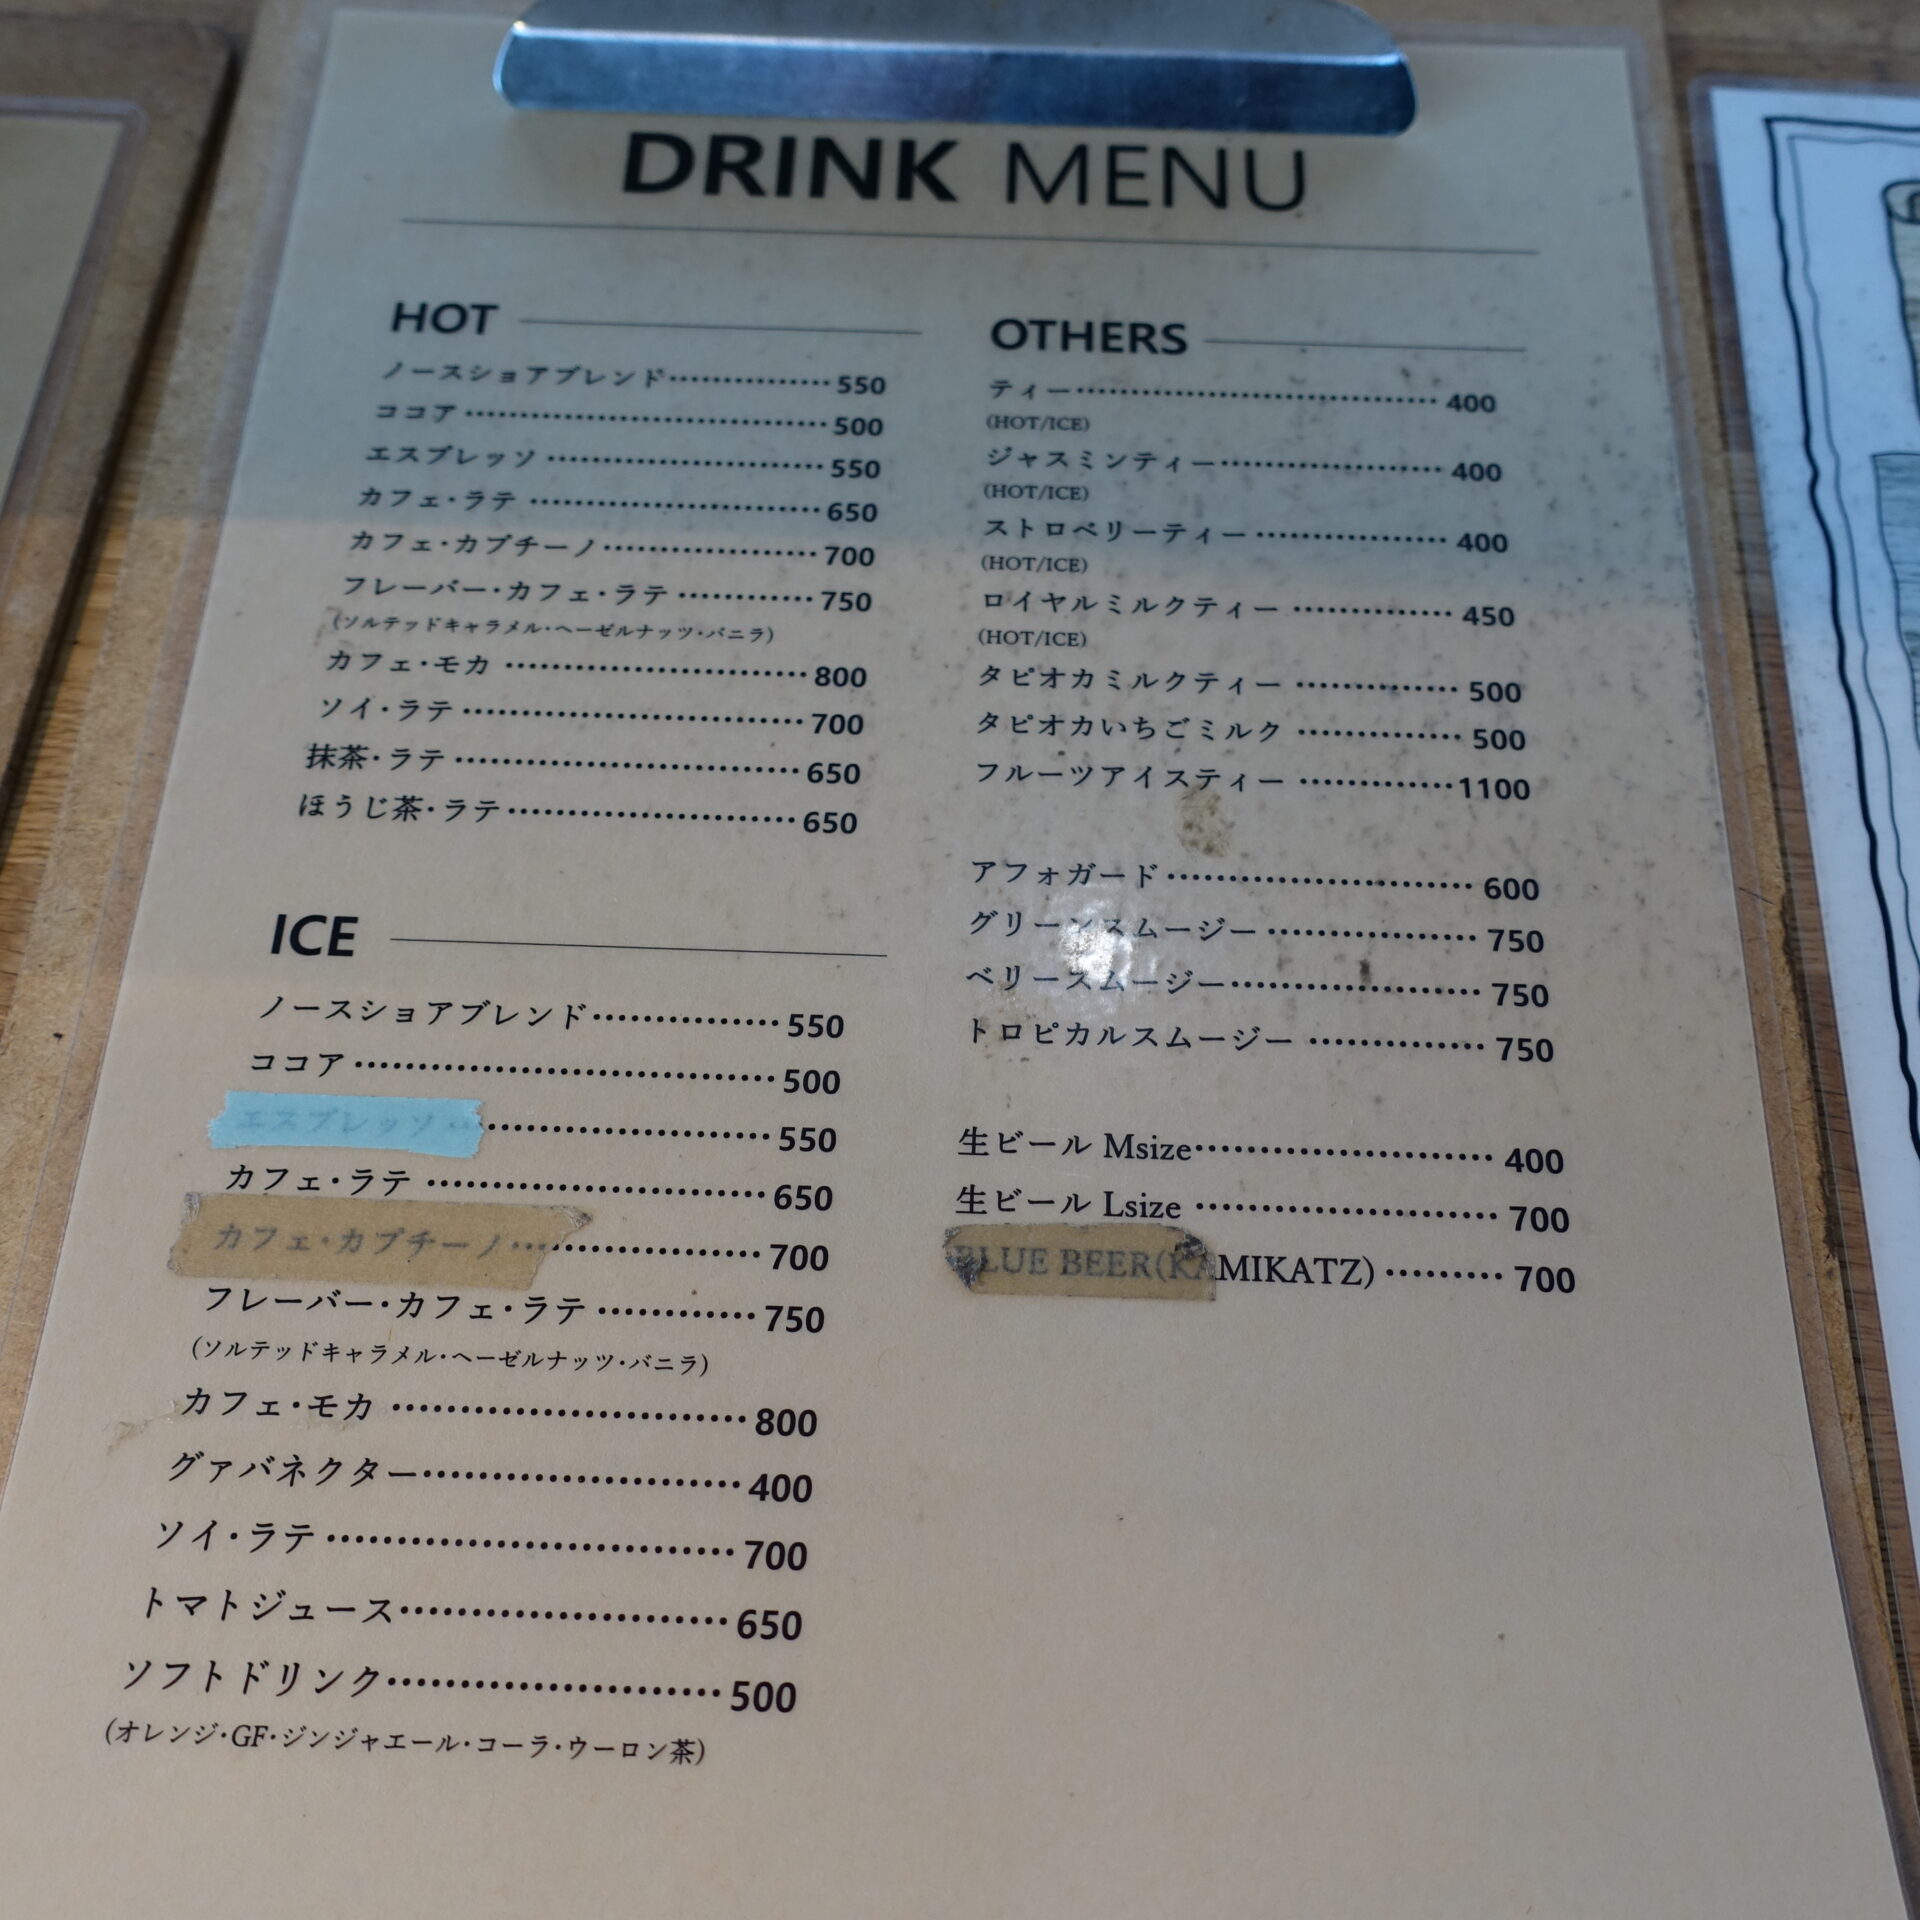 DRINK MENU
HOT
ノースショアブレンド 550
ココア 500
エスプレッソ 550
カフェ・ラテ 650
カフェ・カプチーノ 700
フレーバー・カフェ・ラテ 750
(ソルテッドキャラメル・ヘーゼルナッツ・バニラ)
カフェ・モカ 800
ソイ・ラテ 700
抹茶・ラテ 650
ほうじ茶・ラテ 650
ICE
ノースショアブレンド 550
ココア 500
エスプレッソ 550
カフェ・ラテ 650
カフェ・カプチーノ 700
フレーバー・カフェ・ラテ 750
(ソルテッドキャラメル・ヘーゼルナッツ・バニラ)
カフェ・モカ 800
グァバネクター 400
ソイ・ラテ 700
トマトジュース 650
ソフトドリンク 500
(オレンジ・GF・ジンジャエール・コーラ・ウーロン茶)
OTHERS
ティー 400
(HOT/ICE)
ジャスミンティー 400
(HOT/ICE)
ストロベリーティー 400
(HOT/ICE)
ロイヤルミルクティー 450
(HOT/ICE)
タピオカミルクティー 500
タピオカいちごミルク 500
フルーツアイスティー 1100
アフォガード 600
グリーンスムージー 750
ベリースムージー 750
トロピカルスムージー 750
生ビール Msize 400
生ビール Lsize 700
BLUE BEER(KAMIKATZ) 700